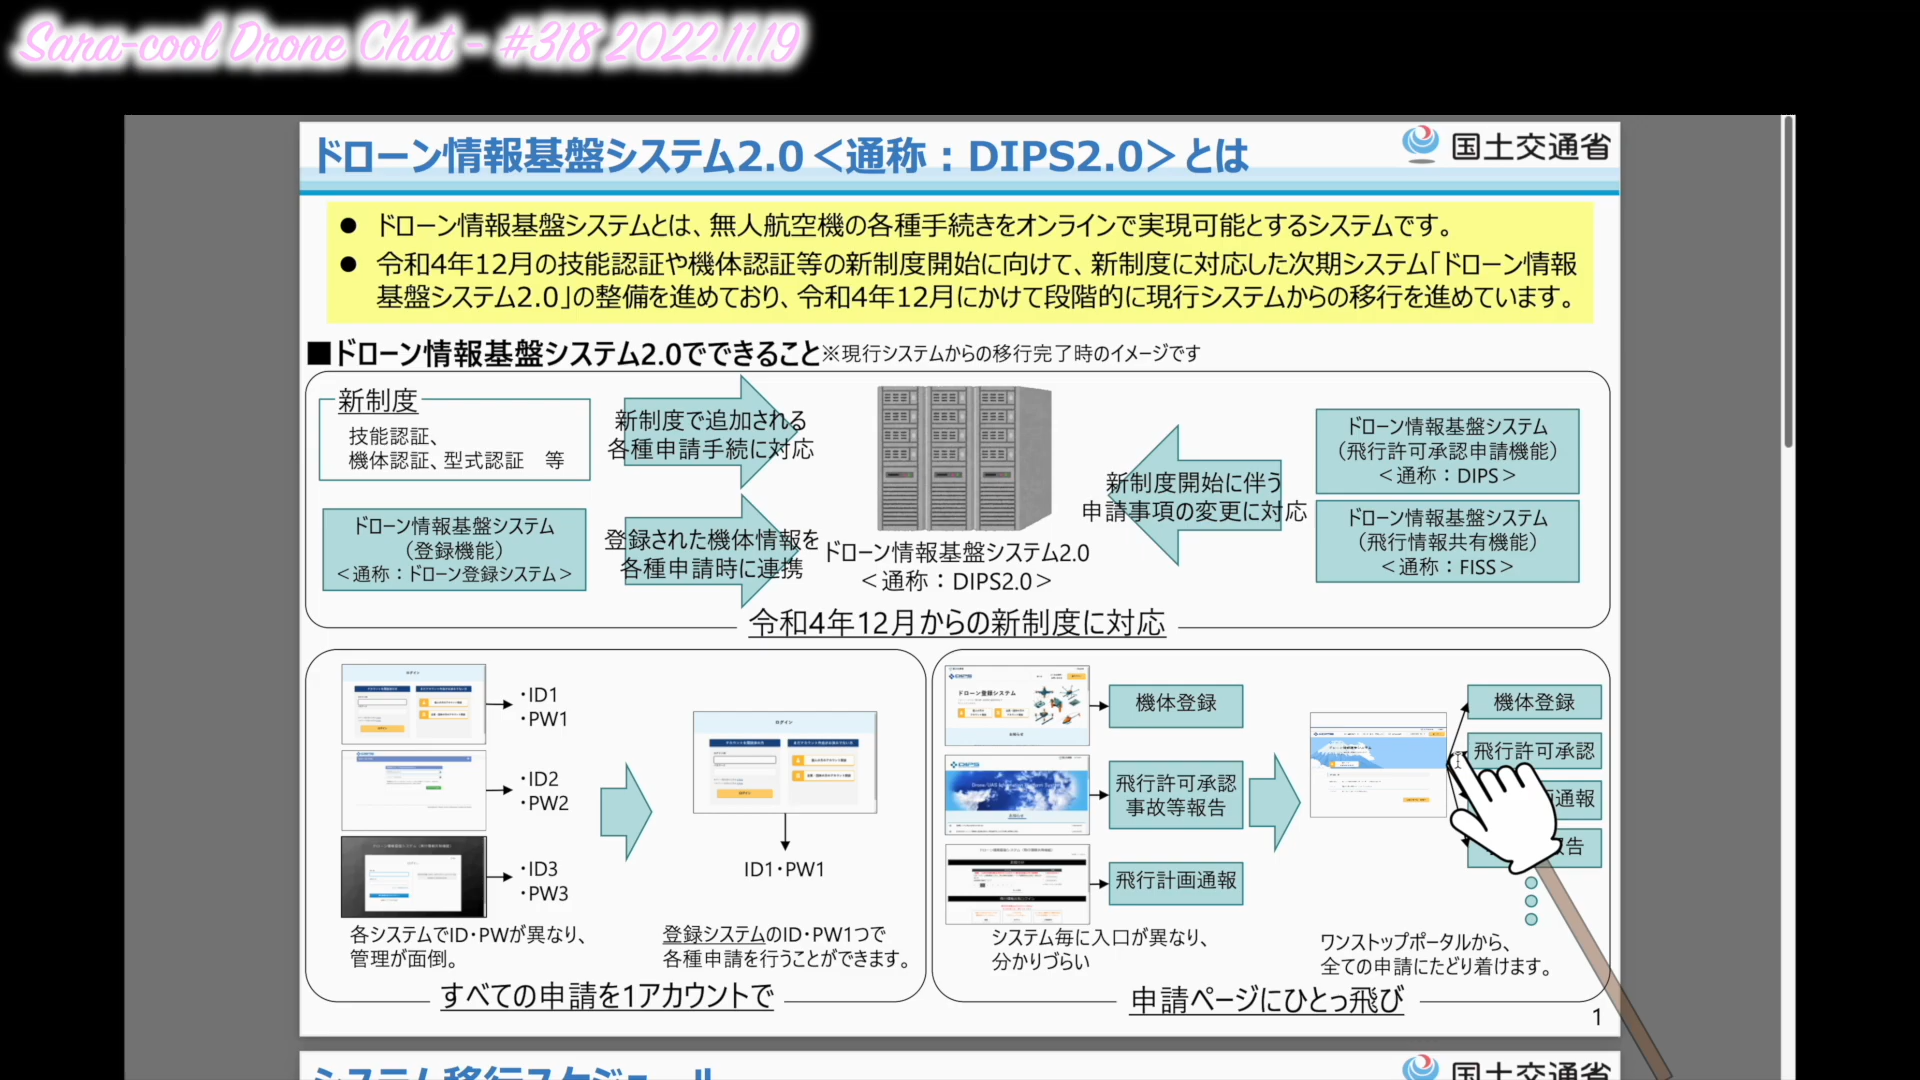 Sara-cool Drone Chat - #318 2022.11.19
ドローン情報基盤システム2.0＜通称：DIPS2.0＞とは
国土交通省
● ドローン情報基盤システムとは、無人航空機の各種手続きをオンラインで実現可能とするシステムです。
● 令和4年12月の技能認証や機体認証等の新制度開始に向けて、新制度に対応した次期システム「ドローン情報
基盤システム2.0」の整備を進めており、令和4年12月にかけて段階的に現行システムからの移行を進めています。
■ドローン情報基盤システム2.0でできること※現行システムからの移行完了時のイメージです
新制度
技能認証、
機体認証、型式認証　等
新制度で追加される
各種申請手続に対応
ドローン情報基盤システム
（登録機能）
＜通称：ドローン登録システム＞
登録された機体情報を
各種申請時に連携
ドローン情報基盤システム2.0
＜通称：DIPS2.0＞
新制度開始に伴う
申請事項の変更に対応
ドローン情報基盤システム
（飛行許可承認申請機能）
＜通称：DIPS＞
ドローン情報基盤システム
（飛行情報共有機能）
＜通称：FISS＞
令和4年12月からの新制度に対応
ログイン
・ID1
・PW1
・ID2
・PW2
・ID3
・PW3
各システムでID・PWが異なり、
管理が面倒。
ログイン
ID1・PW1
登録システムのID・PW1つで
各種申請を行うことができます。
すべての申請を1アカウントで
DIPS
ドローン登録システム
機体登録
DIPS
飛行許可承認
事故等報告
飛行計画通報
システム毎に入口が異なり、
分かりづらい
機体登録
飛行許可承認
通報
告
ワンストップポータルから、
全ての申請にたどり着けます。
申請ページにひとっ飛び
1
システム移行スケジュール
国土交通省